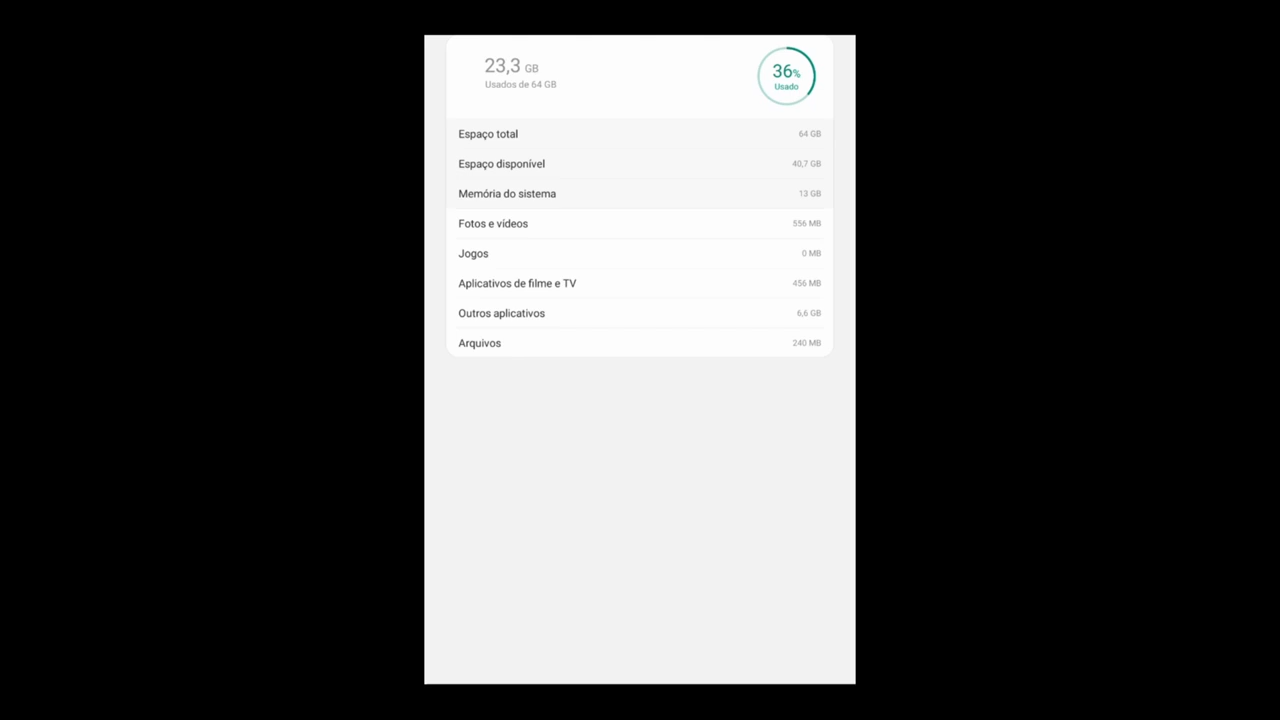 23,3 GB
Usados de 64 GB
36%
Usado
Espaço total 64 GB
Espaço disponível 40,7 GB
Memória do sistema 13 GB
Fotos e vídeos 556 MB
Jogos 0 MB
Aplicativos de filme e TV 456 MB
Outros aplicativos 6,6 GB
Arquivos 240 MB